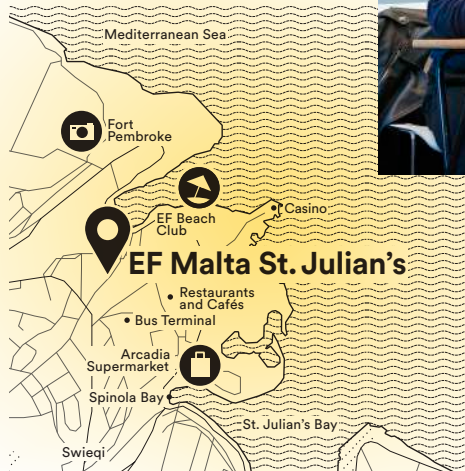 Mediterranean Sea
Fort
Pembroke
EF Beach
Club
Casino
EF Malta St. Julian's
Restaurants
and Cafés
Bus Terminal
Arcadia
Supermarket
Spinola Bay
St. Julian's Bay
Swieqi